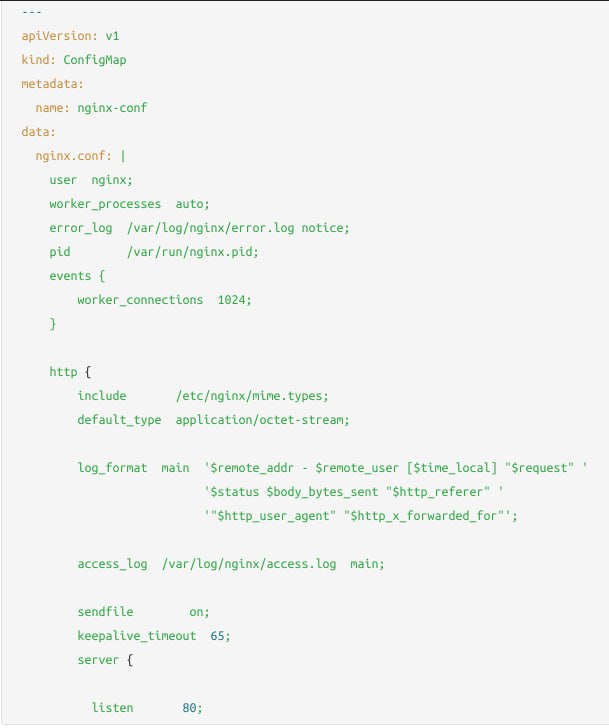 ---
apiVersion: v1
kind: ConfigMap
metadata:
  name: nginx-conf
data:
  nginx.conf: |
    user  nginx;
    worker_processes  auto;
    error_log  /var/log/nginx/error.log notice;
    pid        /var/run/nginx.pid;
    events {
        worker_connections  1024;
    }

    http {
        include       /etc/nginx/mime.types;
        default_type  application/octet-stream;

        log_format  main  '$remote_addr - $remote_user [$time_local] "$request" '
                          '$status $body_bytes_sent "$http_referer" '
                          '"$http_user_agent" "$http_x_forwarded_for"';

        access_log  /var/log/nginx/access.log  main;

        sendfile        on;
        keepalive_timeout  65;
        server {

          listen       80;